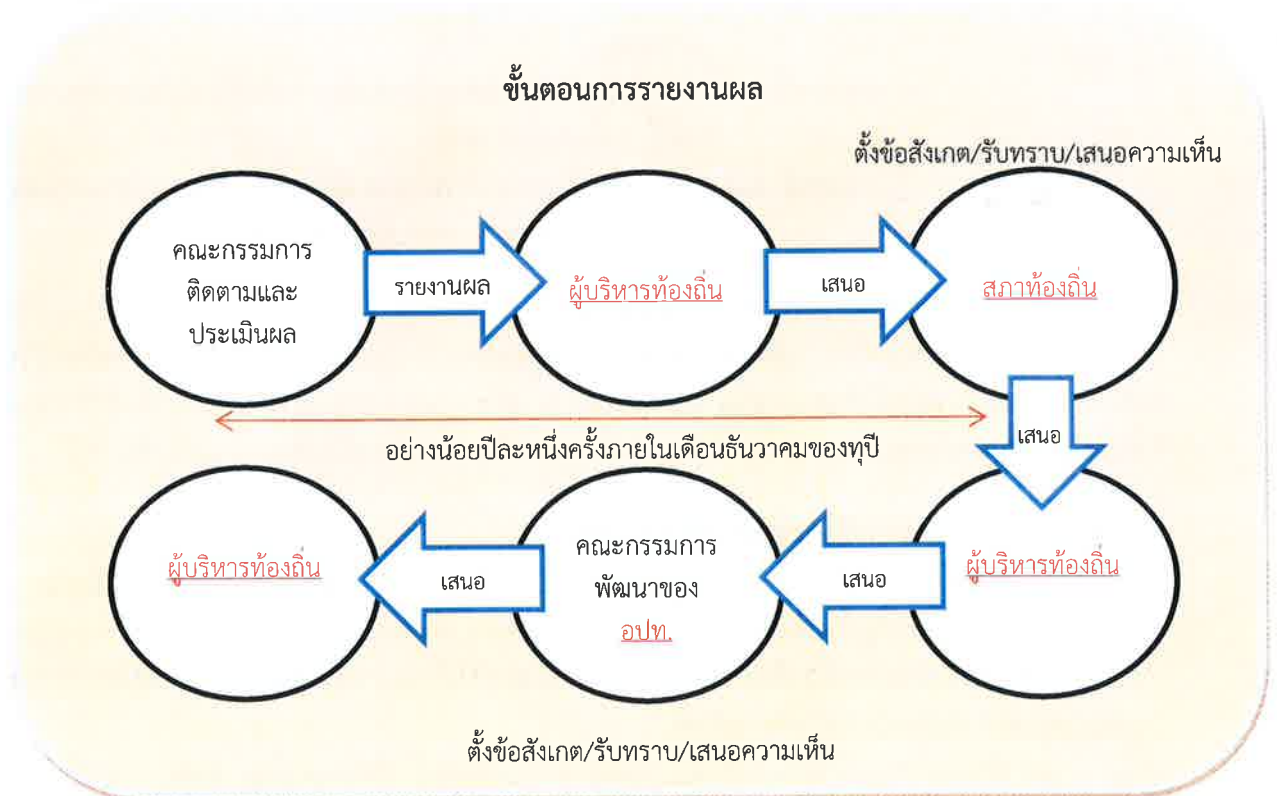 ขั้นตอนการรายงานผล
ตั้งข้อสังเกต/รับทราบ/เสนอความเห็น
คณะกรรมการ
ติดตามและ
ประเมินผล
รายงานผล
ผู้บริหารท้องถิ่น
เสนอ
สภาท้องถิ่น
อย่างน้อยปีละหนึ่งครั้งภายในเดือนธันวาคมของทุปี
เสนอ
ผู้บริหารท้องถิ่น
เสนอ
คณะกรรมการ
พัฒนาของ
อปท.
เสนอ
ผู้บริหารท้องถิ่น
ตั้งข้อสังเกต/รับทราบ/เสนอความเห็น